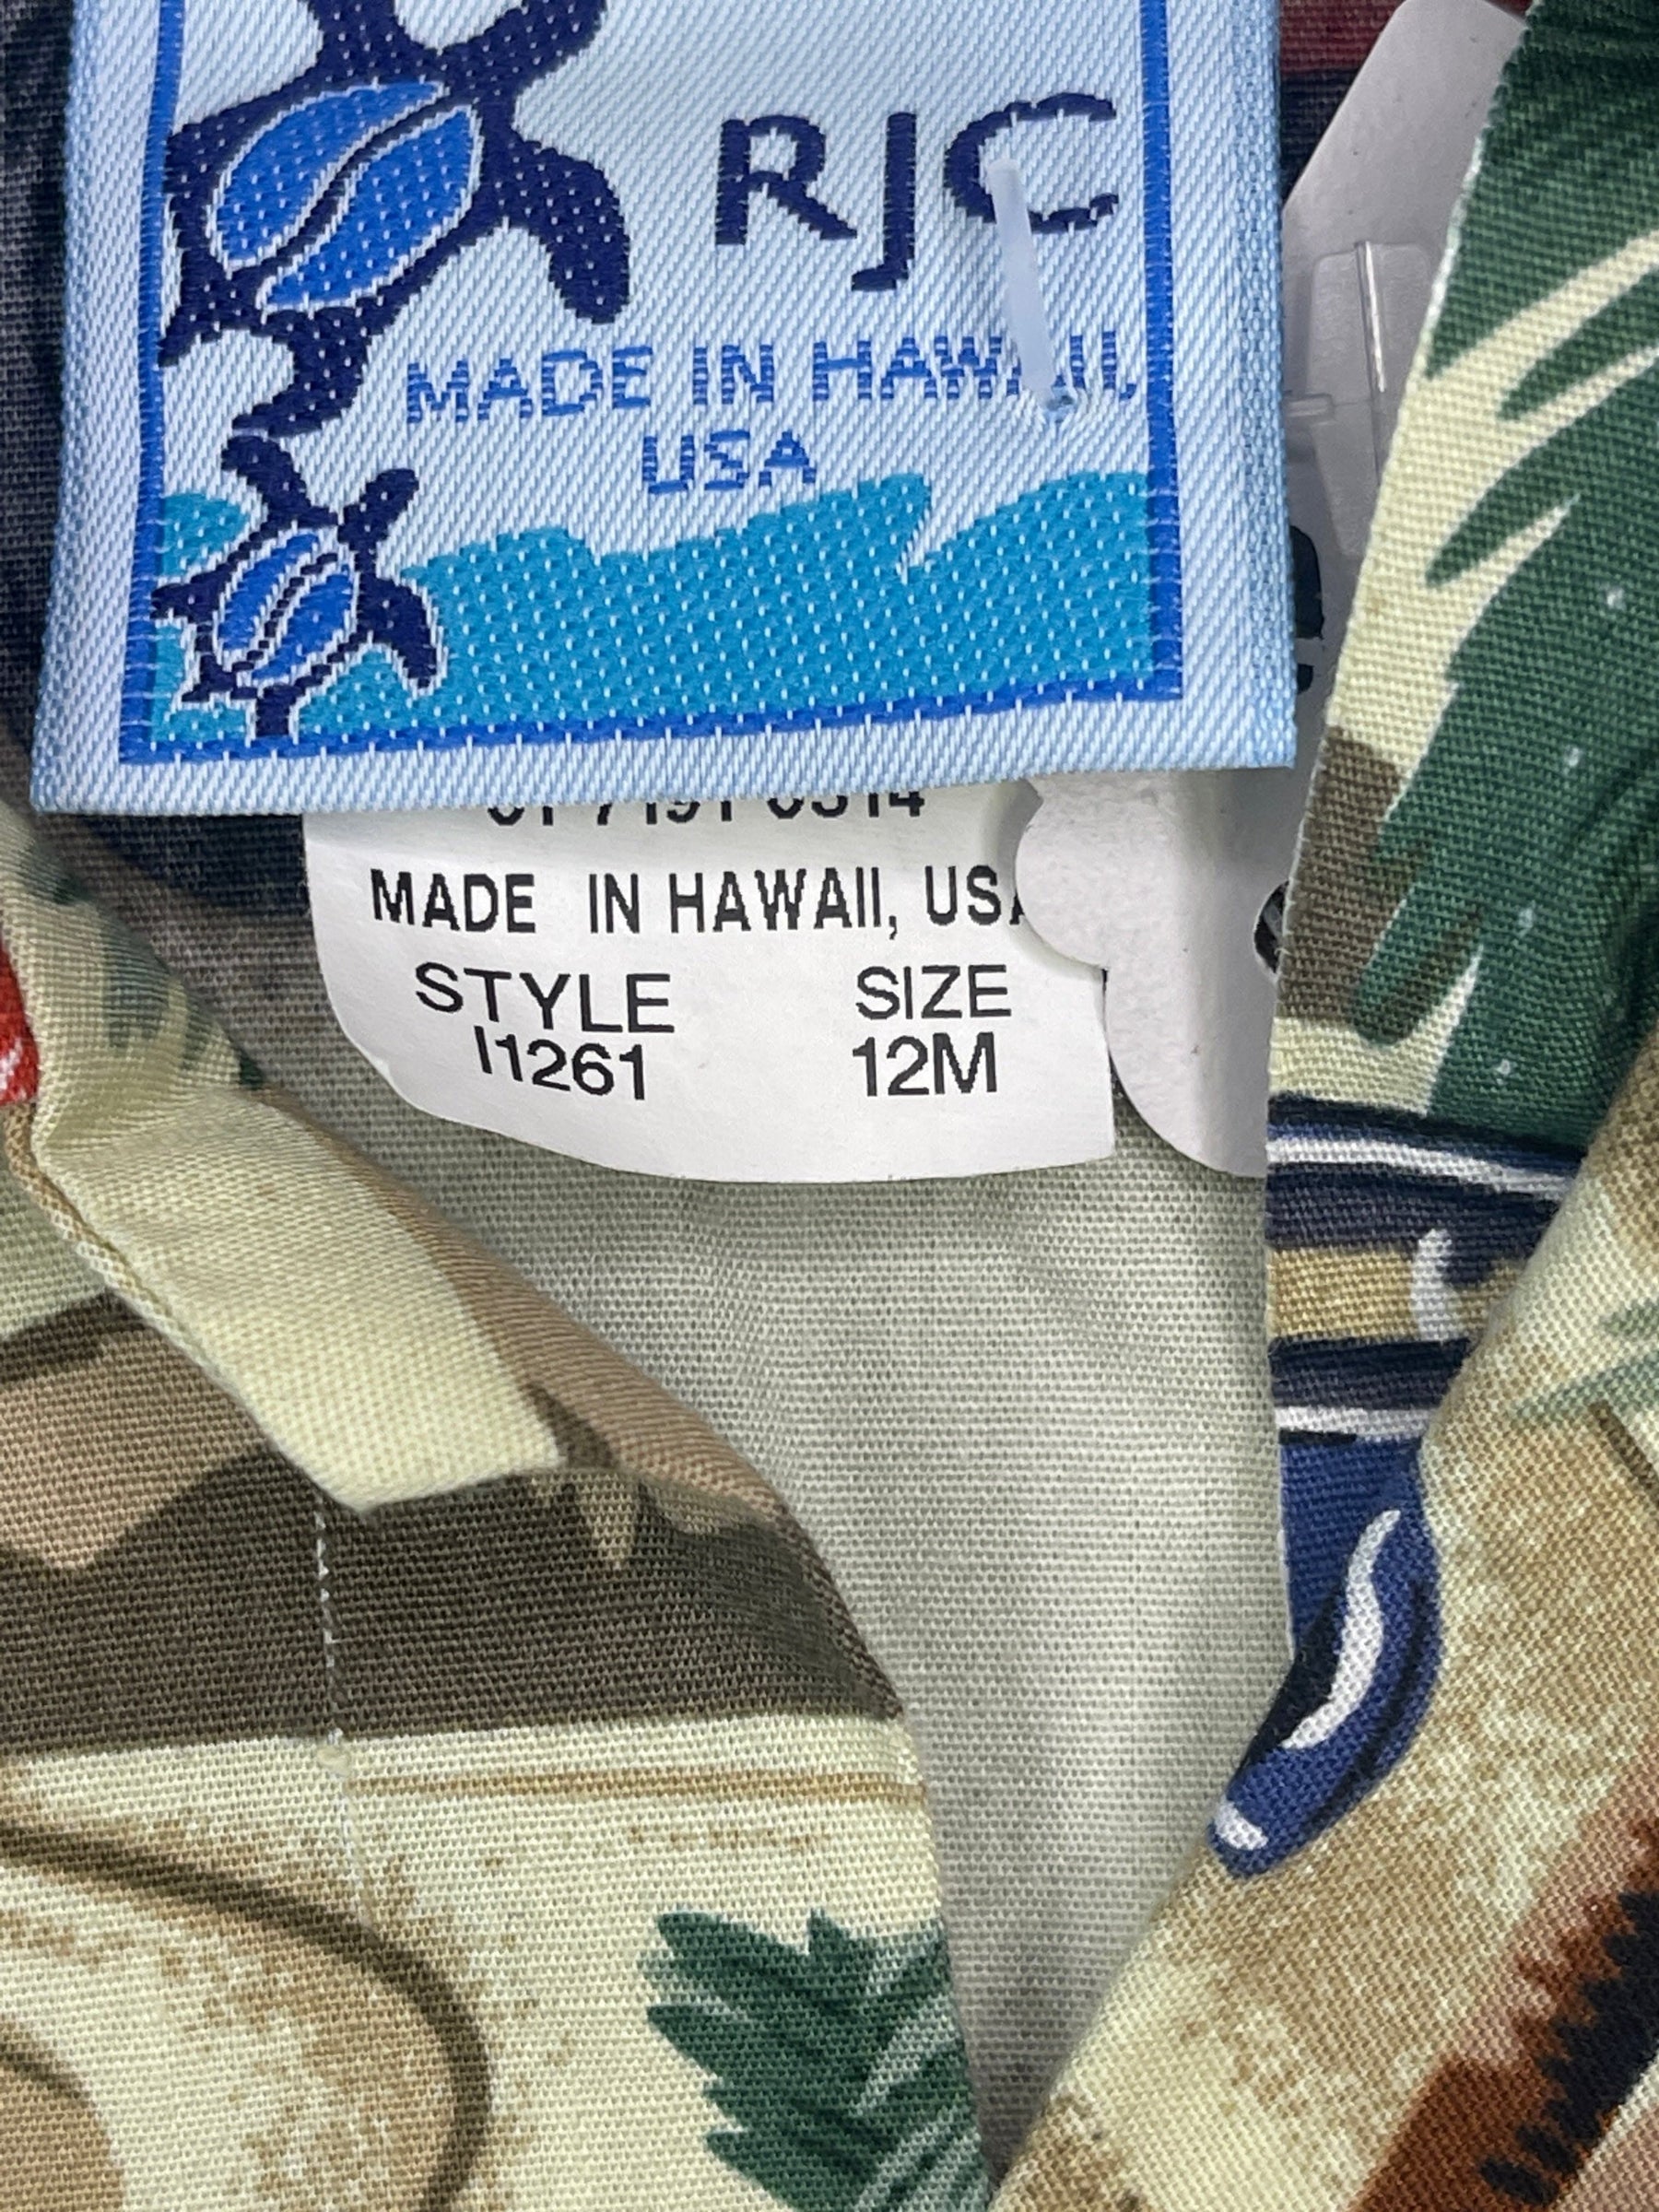 RJC
MADE IN HAWAII,
USA
MADE IN HAWAII, USA
STYLE SIZE
I1261 12M